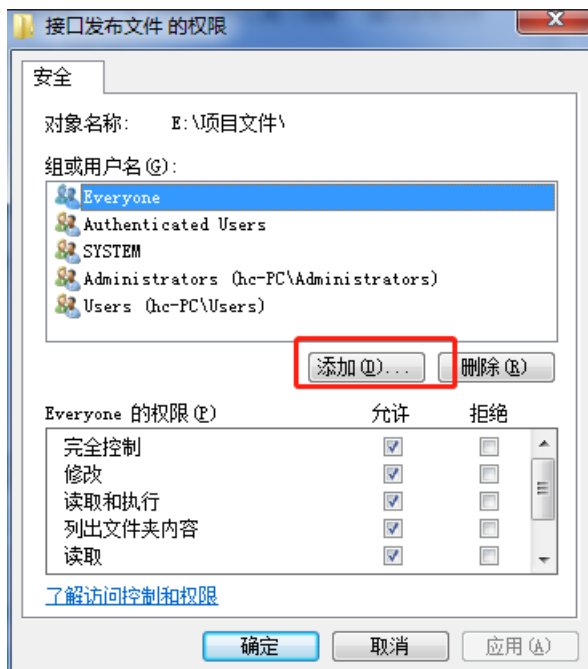 接口发布文件 的权限
安全
对象名称: E:\项目文件\
组或用户名(G):
Everyone
Authenticated Users
SYSTEM
Administrators (hc-PC\Administrators)
Users (hc-PC\Users)
添加(D)... 删除(R)
Everyone 的权限(P) 允许 拒绝
完全控制
修改
读取和执行
列出文件夹内容
读取
了解访问控制和权限
确定 取消 应用(A)